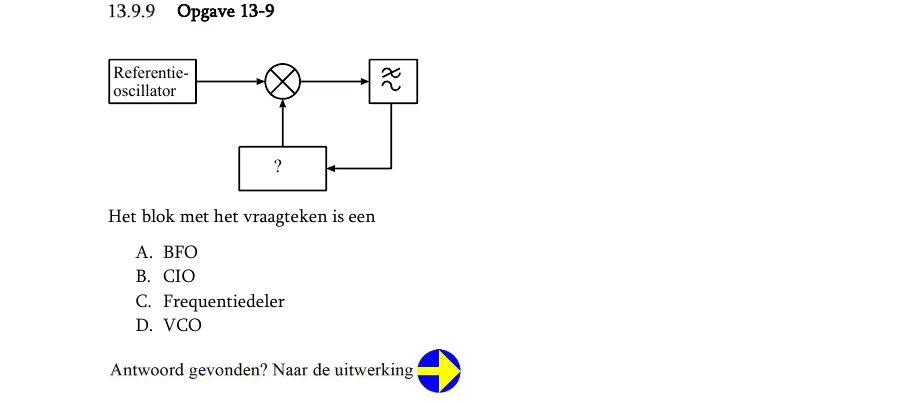 13.9.9 Opgave 13-9
Referentie-
oscillator
?
Het blok met het vraagteken is een
A. BFO
B. CIO
C. Frequentiedeler
D. VCO
Antwoord gevonden? Naar de uitwerking